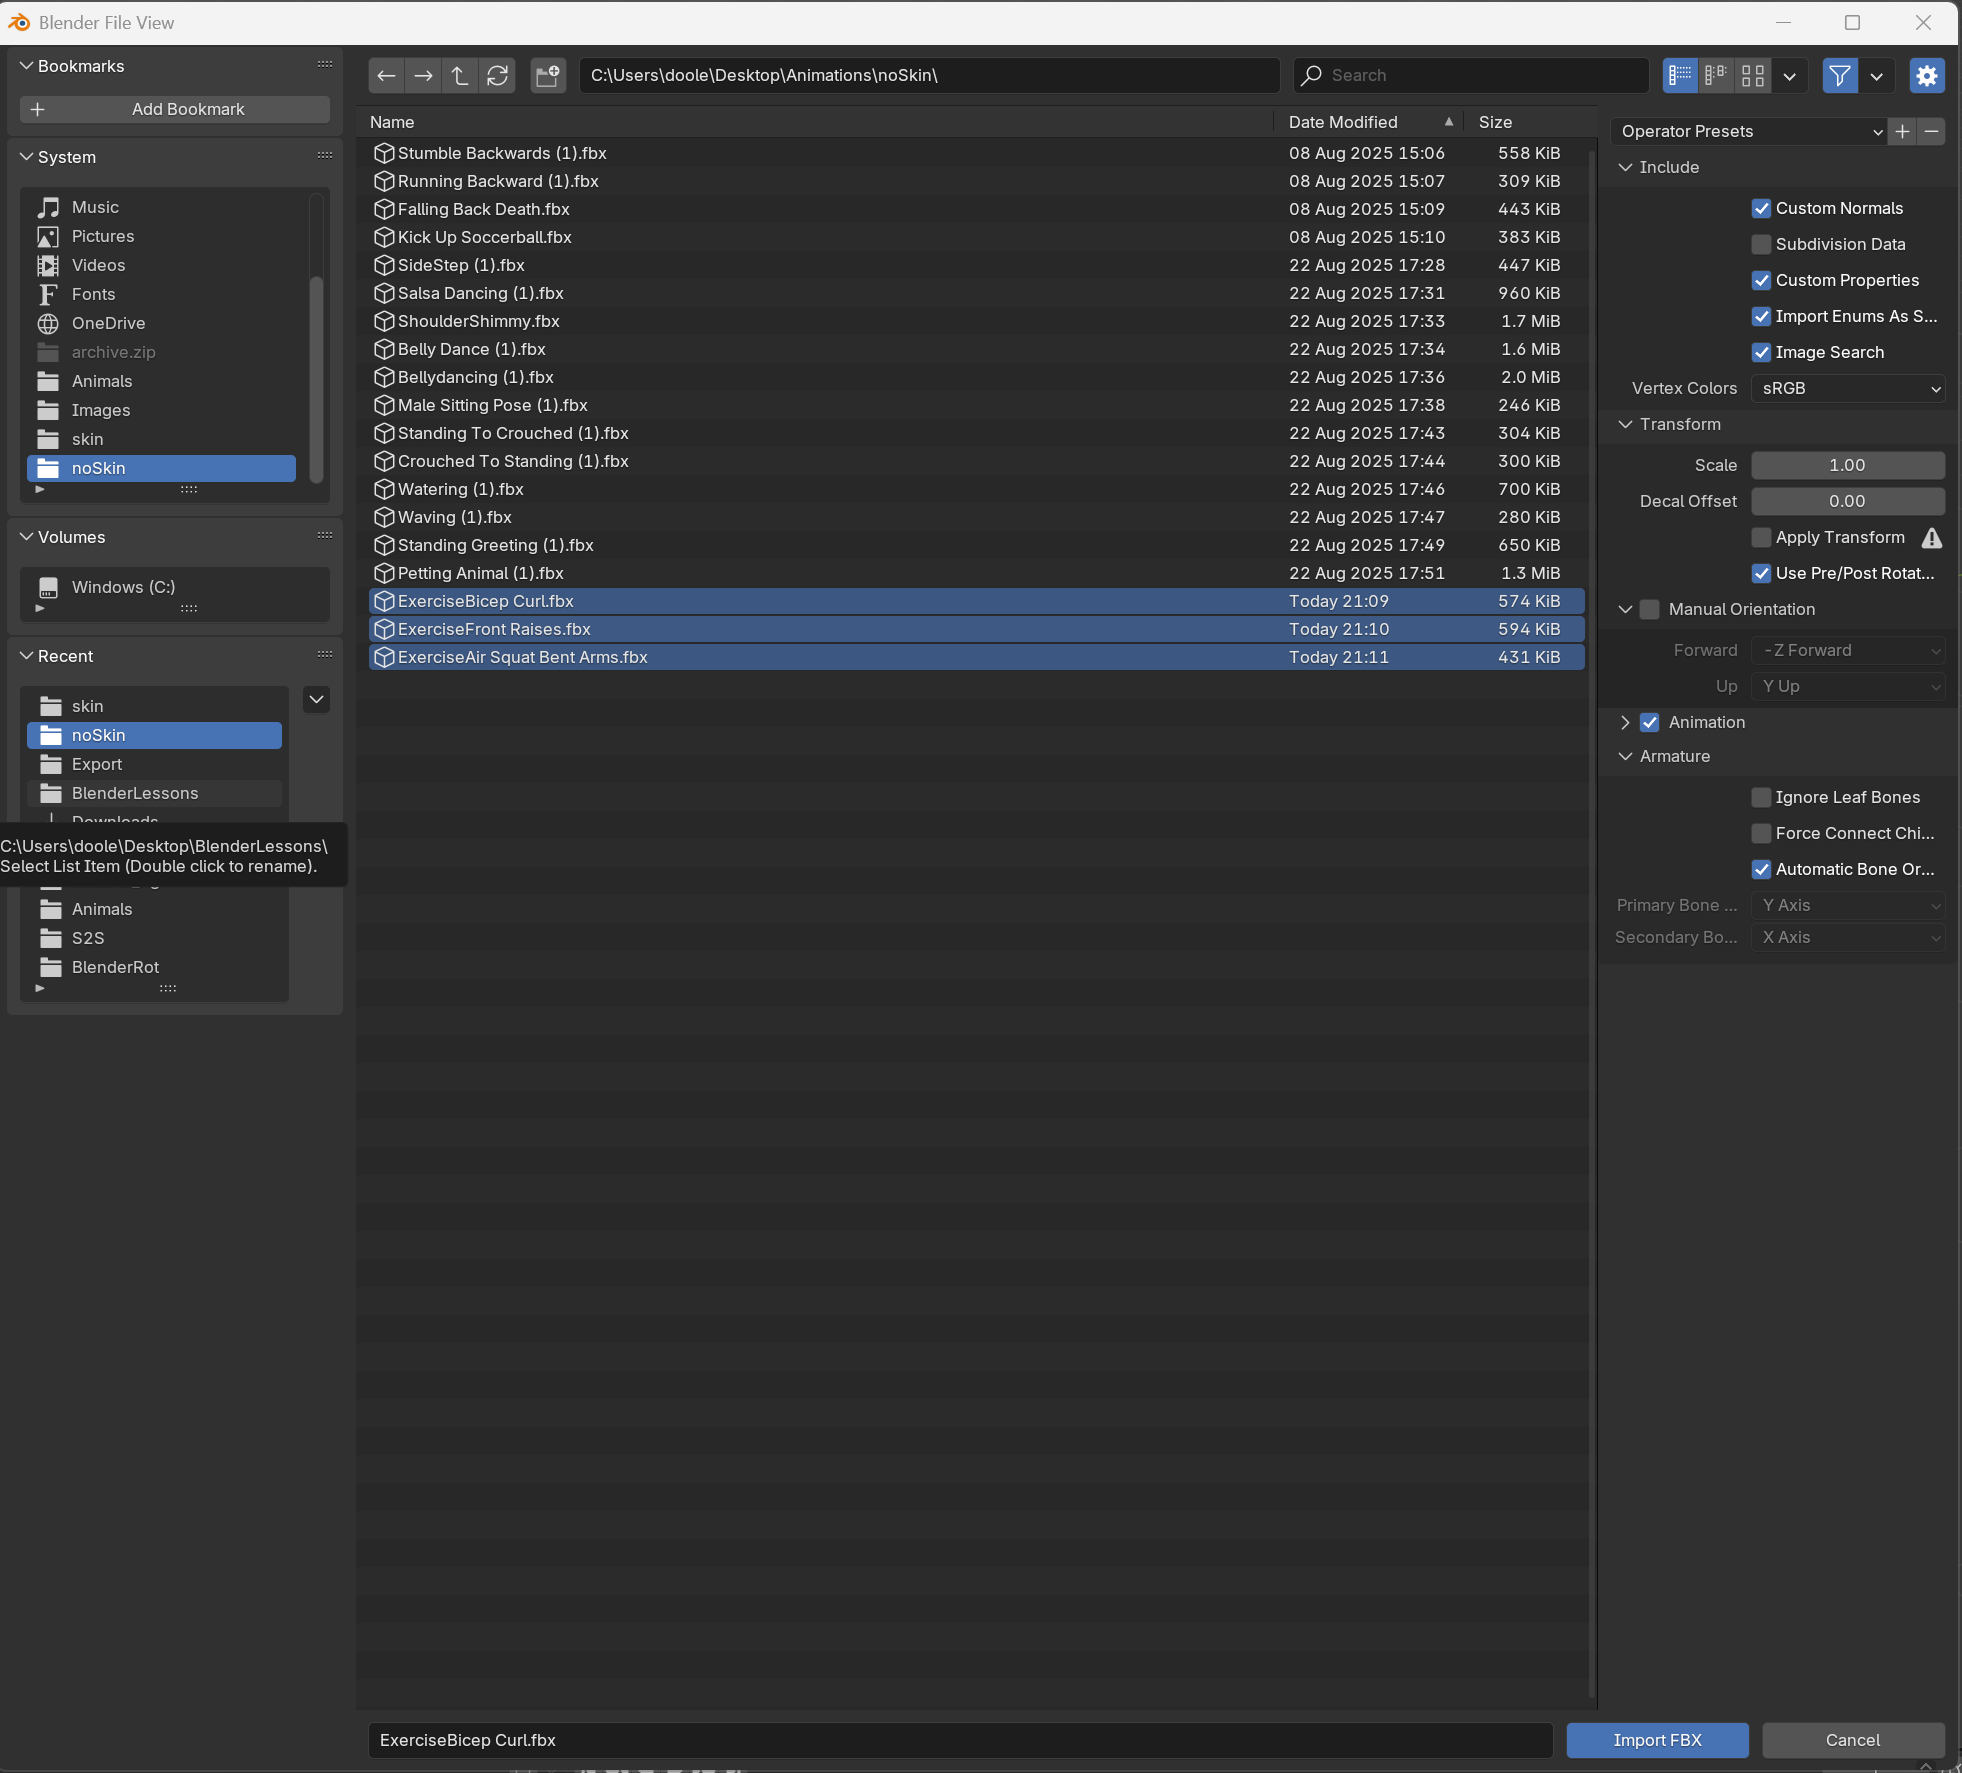 Blender File View
Bookmarks
Add Bookmark
System
Music
Pictures
Videos
Fonts
OneDrive
archive.zip
Animals
Images
skin
noSkin
Volumes
Windows (C:)
Recent
skin
noSkin
Export
BlenderLessons
Downloads
C:\Users\doole\Desktop\BlenderLessons\
Select List Item (Double click to rename).
Animals
S2S
BlenderRot
C:\Users\doole\Desktop\Animations\noSkin\
Search
Name Date Modified Size
Stumble Backwards (1).fbx 08 Aug 2025 15:06 558 KiB
Running Backward (1).fbx 08 Aug 2025 15:07 309 KiB
Falling Back Death.fbx 08 Aug 2025 15:09 443 KiB
Kick Up Soccerball.fbx 08 Aug 2025 15:10 383 KiB
SideStep (1).fbx 22 Aug 2025 17:28 447 KiB
Salsa Dancing (1).fbx 22 Aug 2025 17:31 960 KiB
ShoulderShimmy.fbx 22 Aug 2025 17:33 1.7 MiB
Belly Dance (1).fbx 22 Aug 2025 17:34 1.6 MiB
Bellydancing (1).fbx 22 Aug 2025 17:36 2.0 MiB
Male Sitting Pose (1).fbx 22 Aug 2025 17:38 246 KiB
Standing To Crouched (1).fbx 22 Aug 2025 17:43 304 KiB
Crouched To Standing (1).fbx 22 Aug 2025 17:44 300 KiB
Watering (1).fbx 22 Aug 2025 17:46 700 KiB
Waving (1).fbx 22 Aug 2025 17:47 280 KiB
Standing Greeting (1).fbx 22 Aug 2025 17:49 650 KiB
Petting Animal (1).fbx 22 Aug 2025 17:51 1.3 MiB
ExerciseBicep Curl.fbx Today 21:09 574 KiB
ExerciseFront Raises.fbx Today 21:10 594 KiB
ExerciseAir Squat Bent Arms.fbx Today 21:11 431 KiB
Operator Presets
Include
Custom Normals
Subdivision Data
Custom Properties
Import Enums As S...
Image Search
Vertex Colors sRGB
Transform
Scale 1.00
Decal Offset 0.00
Apply Transform
Use Pre/Post Rotat...
Manual Orientation
Forward -Z Forward
Up Y Up
Animation
Armature
Ignore Leaf Bones
Force Connect Chi...
Automatic Bone Or...
Primary Bone ... Y Axis
Secondary Bo... X Axis
ExerciseBicep Curl.fbx
Import FBX
Cancel